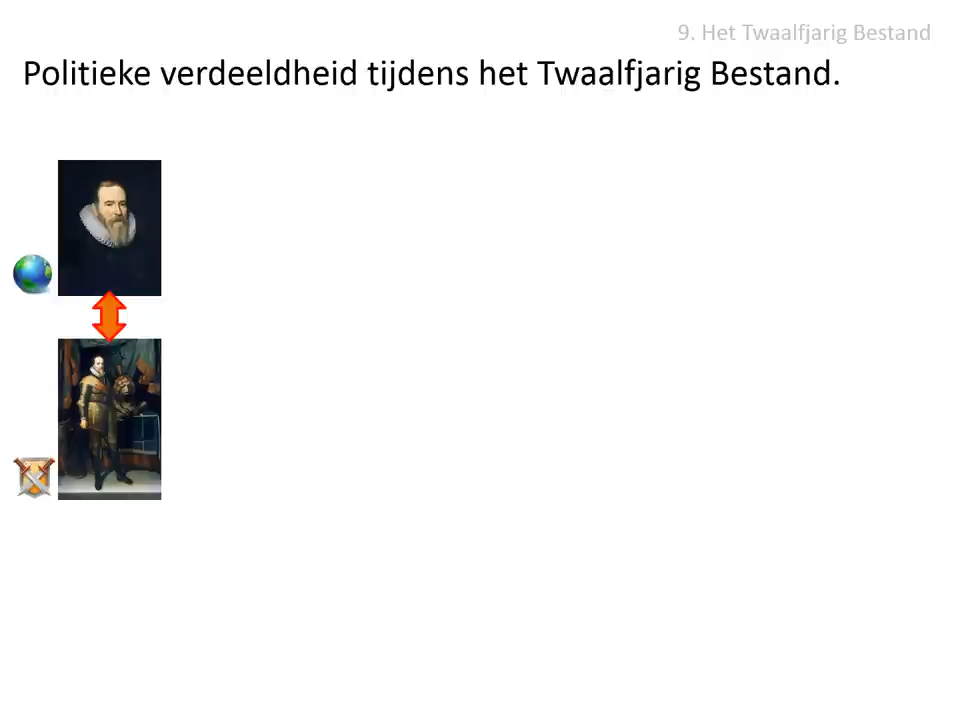 9. Het Twaalfjarig Bestand
Politieke verdeeldheid tijdens het Twaalfjarig Bestand.